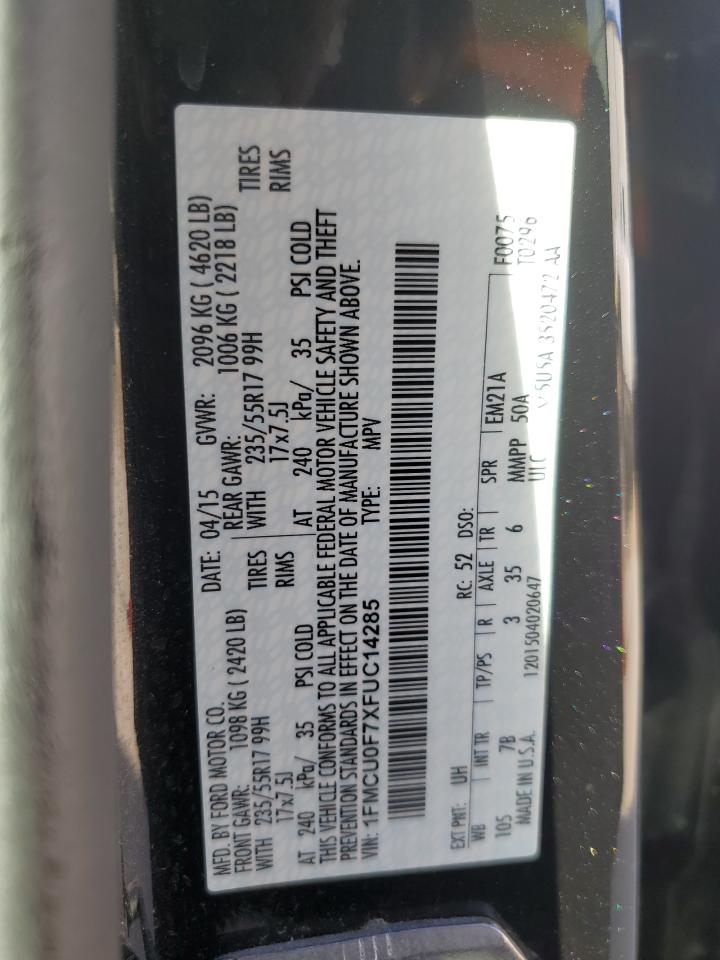 MFD. BY FORD MOTOR CO.
DATE: 04/15 GVWR: 2096 KG ( 4620 LB)
FRONT GAWR: 1098 KG ( 2420 LB) REAR GAWR: 1006 KG ( 2218 LB)
WITH 235/55R17 99H TIRES WITH 235/55R17 99H TIRES
17x7.5J RIMS 17x7.5J RIMS
AT 240 kPa/ 35 PSI COLD AT 240 kPa/ 35 PSI COLD
THIS VEHICLE CONFORMS TO ALL APPLICABLE FEDERAL MOTOR VEHICLE SAFETY AND THEFT
PREVENTION STANDARDS IN EFFECT ON THE DATE OF MANUFACTURE SHOWN ABOVE.
VIN: 1FMCU0F7XFUC14285 TYPE: MPV
EXT PNT: UH RC: 52 DSO:
WB INT TR TP/PS R AXLE TR SPR EM21A F0075
105 7B 3 35 6 MMPP 50A T0296
MADE IN U.S.A. 1201504020647 ULC
3520472 AA